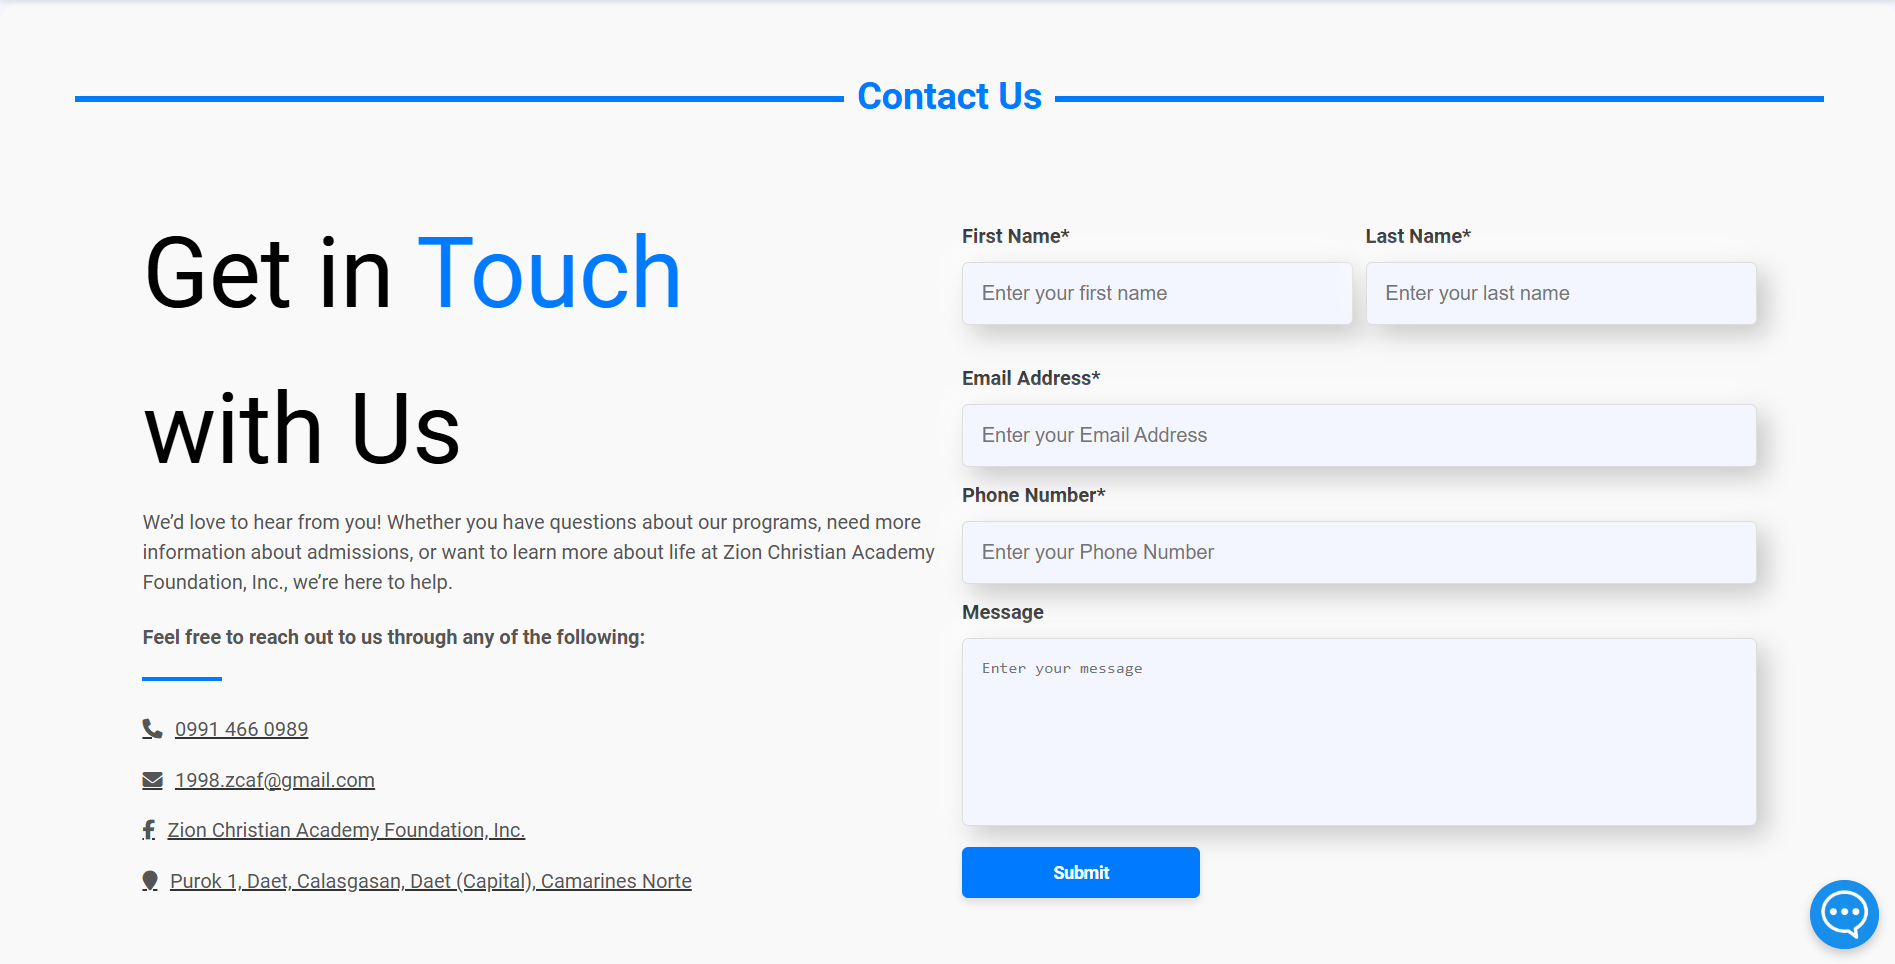 Contact Us
Get in Touch
with Us
We’d love to hear from you! Whether you have questions about our programs, need more
information about admissions, or want to learn more about life at Zion Christian Academy
Foundation, Inc., we’re here to help.
Feel free to reach out to us through any of the following:
0991 466 0989
1998.zcaf@gmail.com
Zion Christian Academy Foundation, Inc.
Purok 1, Daet, Calasgasan, Daet (Capital), Camarines Norte
First Name*
Last Name*
Enter your first name
Enter your last name
Email Address*
Enter your Email Address
Phone Number*
Enter your Phone Number
Message
Enter your message
Submit